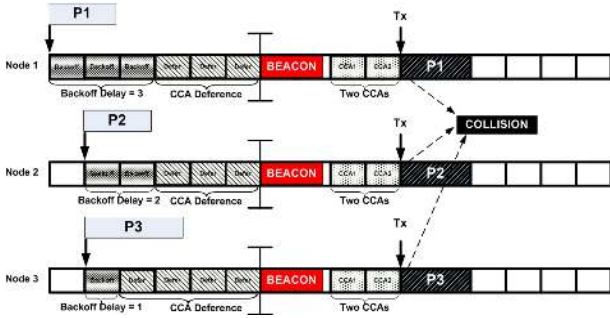 P1
Tx
Node 1
Backoff Backoff Backoff Defer Defer Defer BEACON CCA1 CCA2 P1
Backoff Delay = 3 CCA Deference Two CCAs
P2
Tx
COLLISION
Node 2
Backoff Backoff Defer Defer Defer BEACON CCA1 CCA2 P2
Backoff Delay = 2 CCA Deference Two CCAs
P3
Tx
Node 3
Backoff Defer Defer Defer Defer BEACON CCA1 CCA2 P3
Backoff Delay = 1 CCA Deference Two CCAs